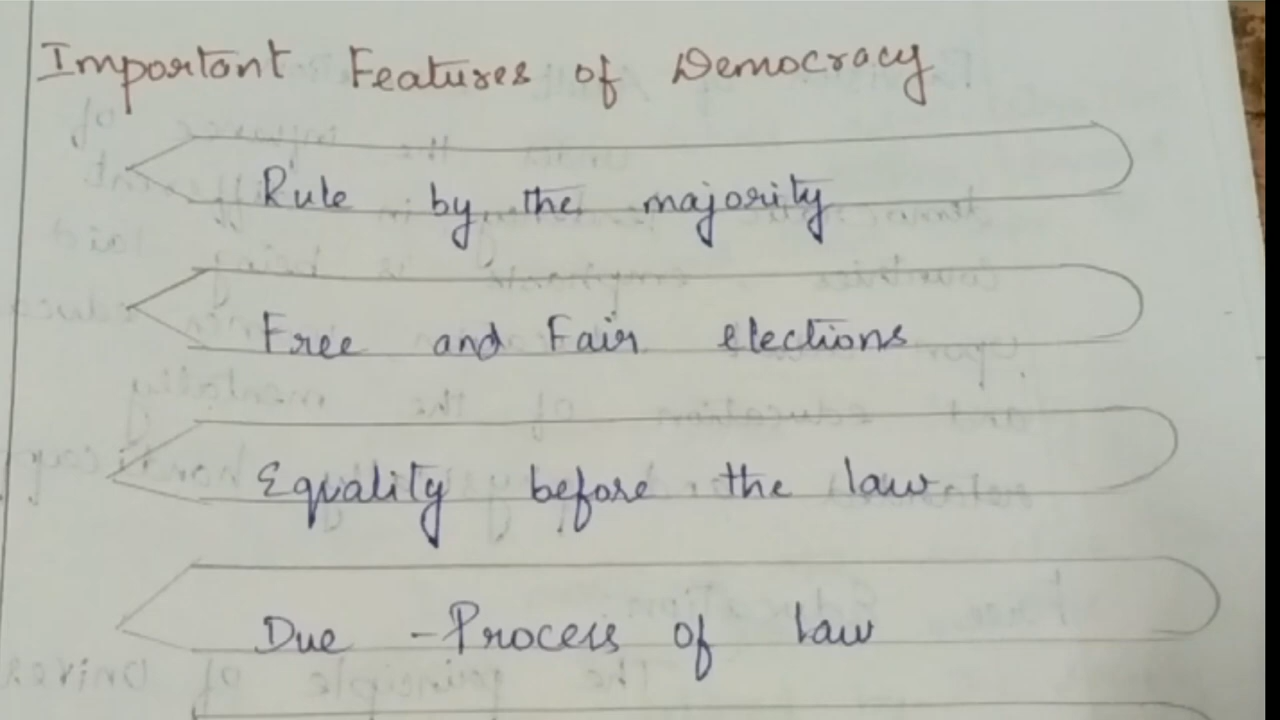 Important Features of Democracy
Rule by the majority
Free and Fair elections
Equality before the law
Due -Process of law